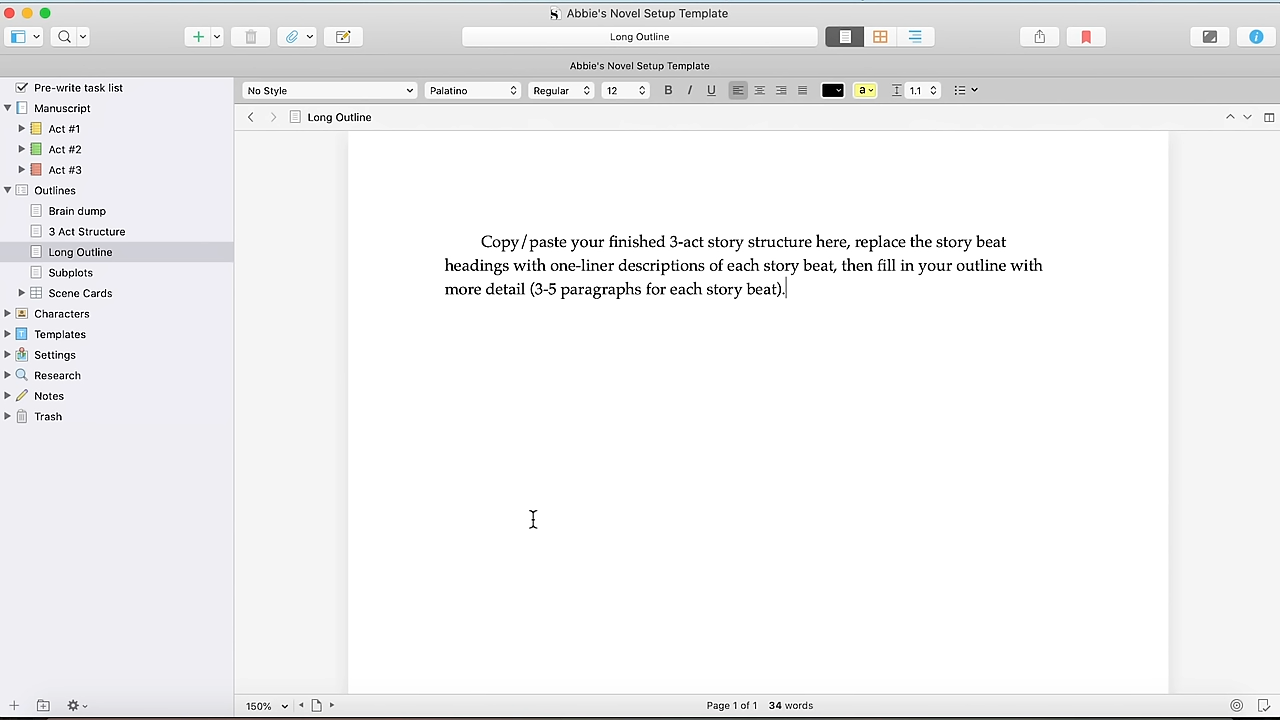 Abbie's Novel Setup Template
Long Outline
Abbie's Novel Setup Template
No Style
Palatino
Regular
12
B I U
a
1.1
Long Outline
Pre-write task list
Manuscript
Act #1
Act #2
Act #3
Outlines
Brain dump
3 Act Structure
Long Outline
Subplots
Scene Cards
Characters
Templates
Settings
Research
Notes
Trash
Copy/paste your finished 3-act story structure here, replace the story beat
headings with one-liner descriptions of each story beat, then fill in your outline with
more detail (3-5 paragraphs for each story beat).
150%
Page 1 of 1 34 words